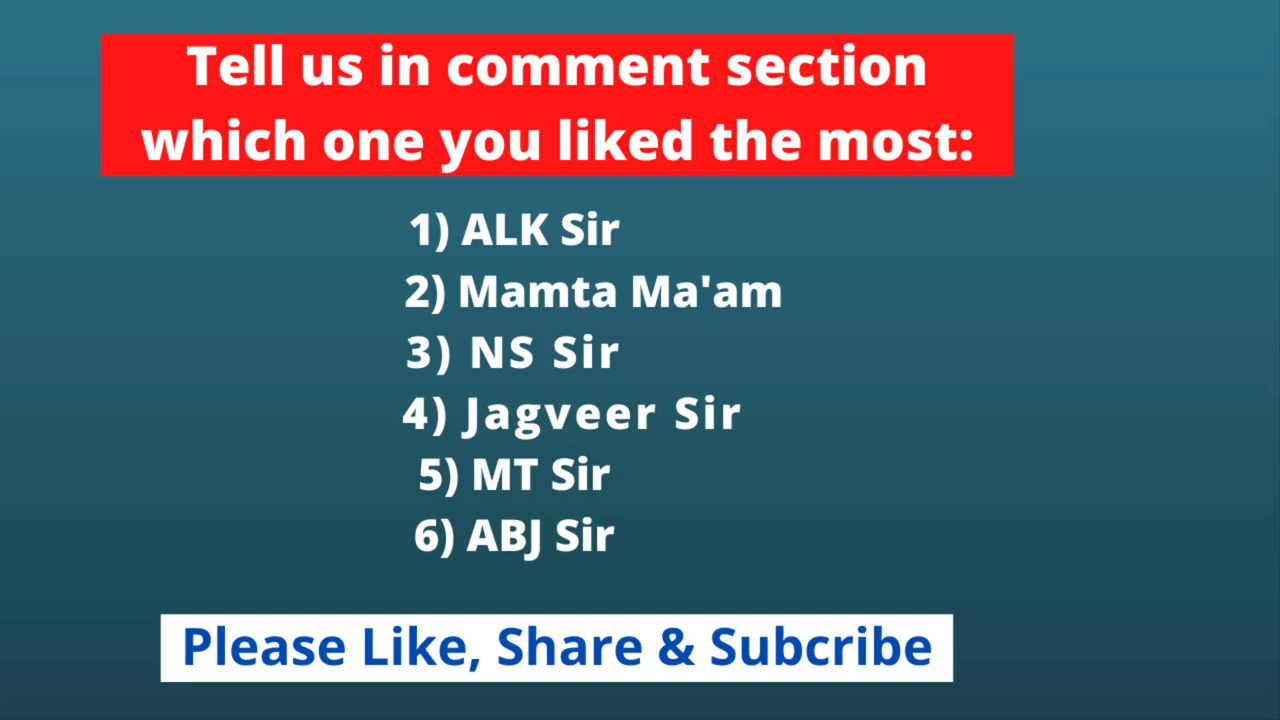 Tell us in comment section
which one you liked the most:
1) ALK Sir
2) Mamta Ma'am
3) NS Sir
4) Jagveer Sir
5) MT Sir
6) ABJ Sir
Please Like, Share & Subcribe